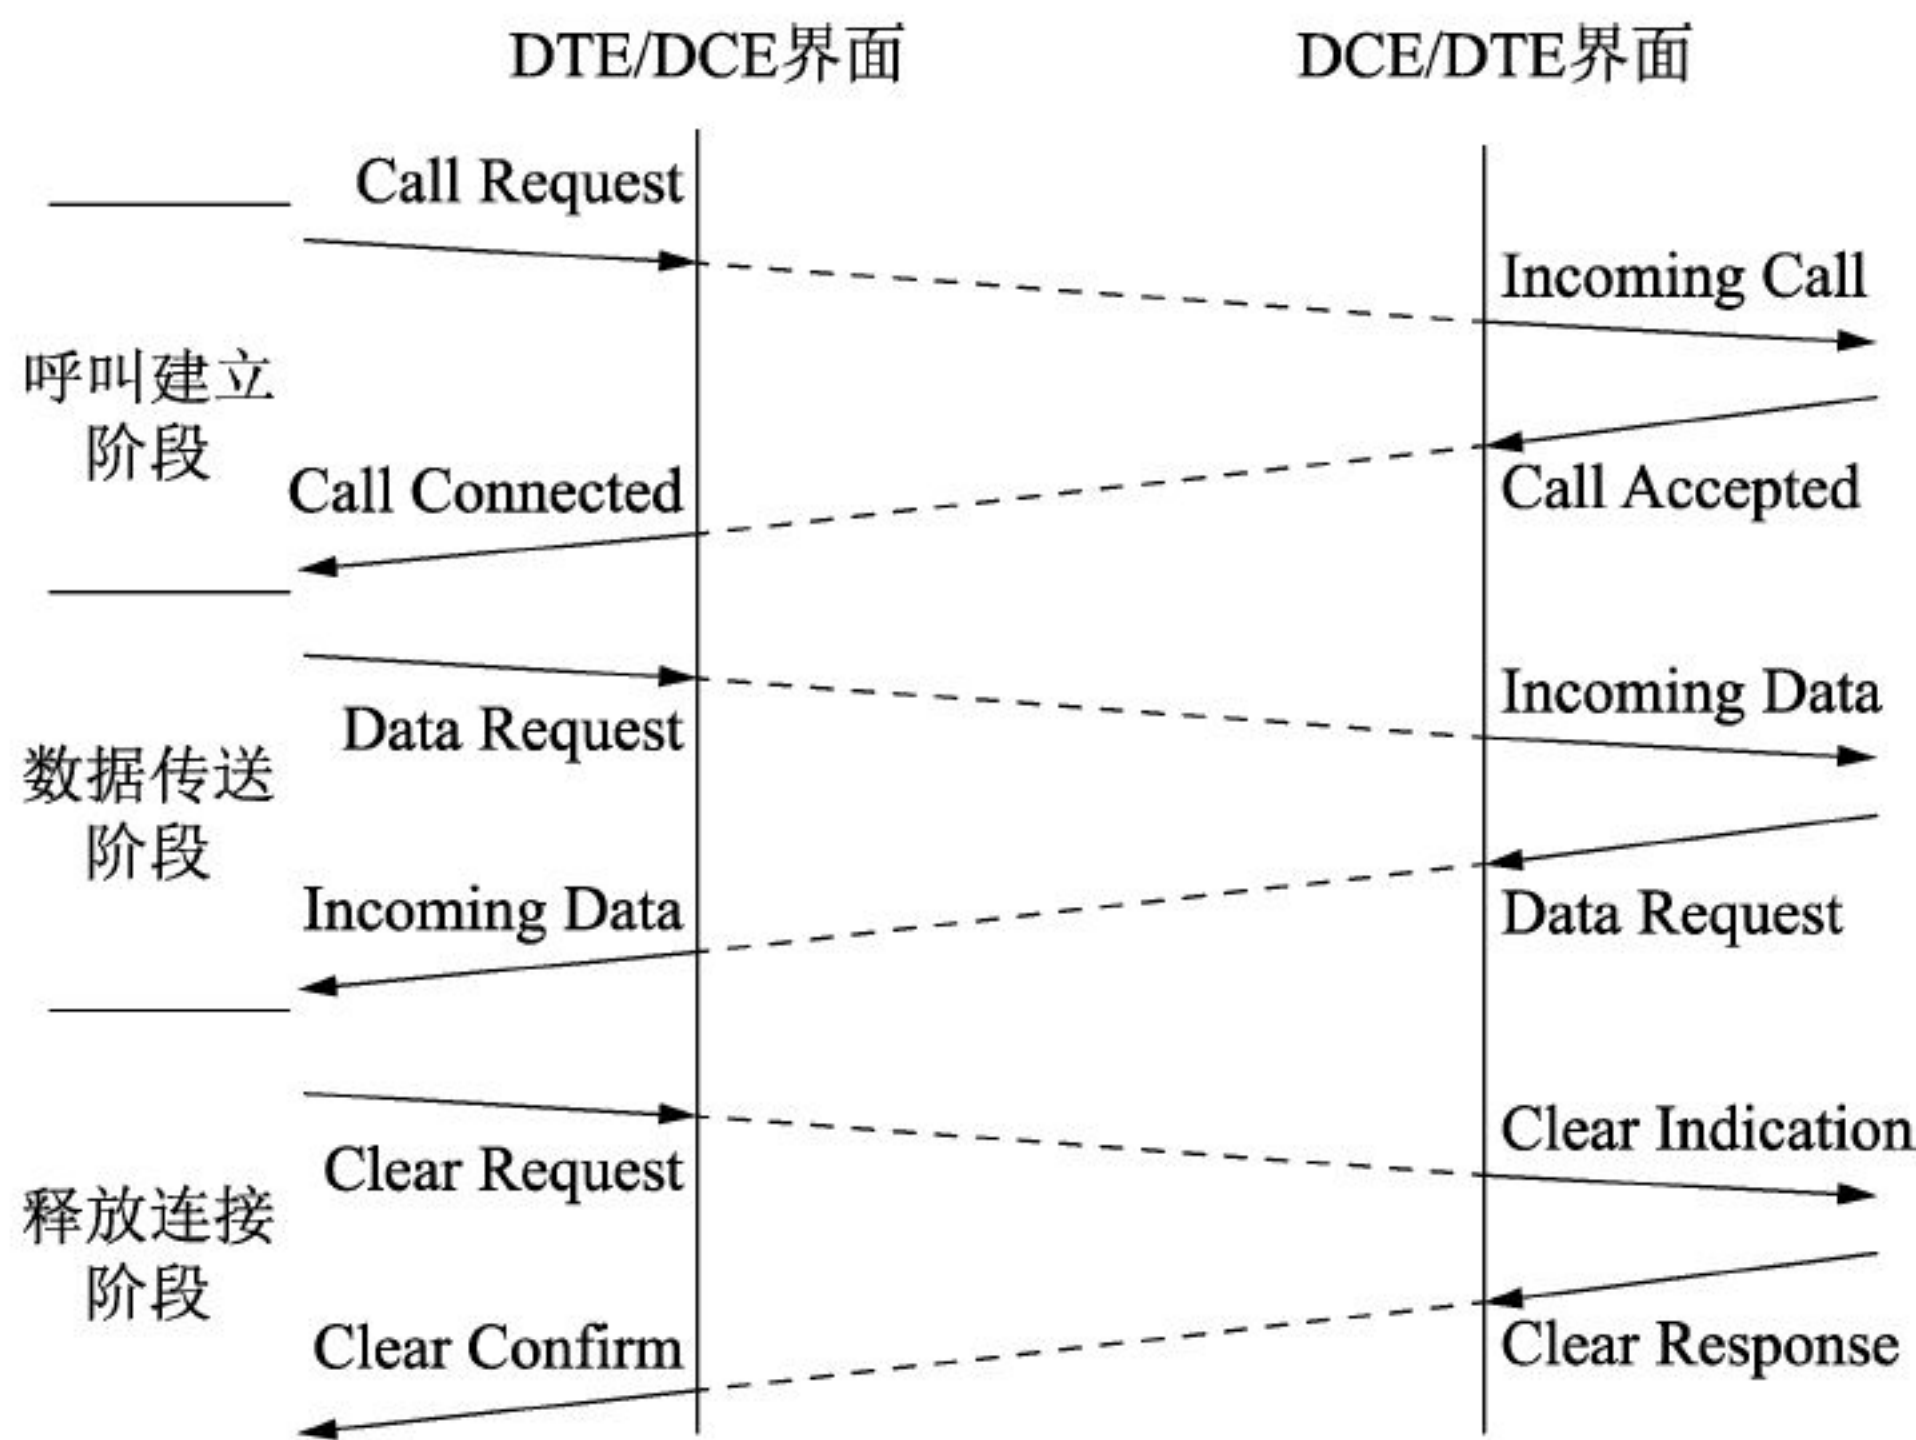 DTE/DCE界面
DCE/DTE界面
Call Request
Incoming Call
呼叫建立
阶段
Call Connected
Call Accepted
Incoming Data
Data Request
数据传送
阶段
Incoming Data
Data Request
Clear Indication
Clear Request
释放连接
阶段
Clear Confirm
Clear Response